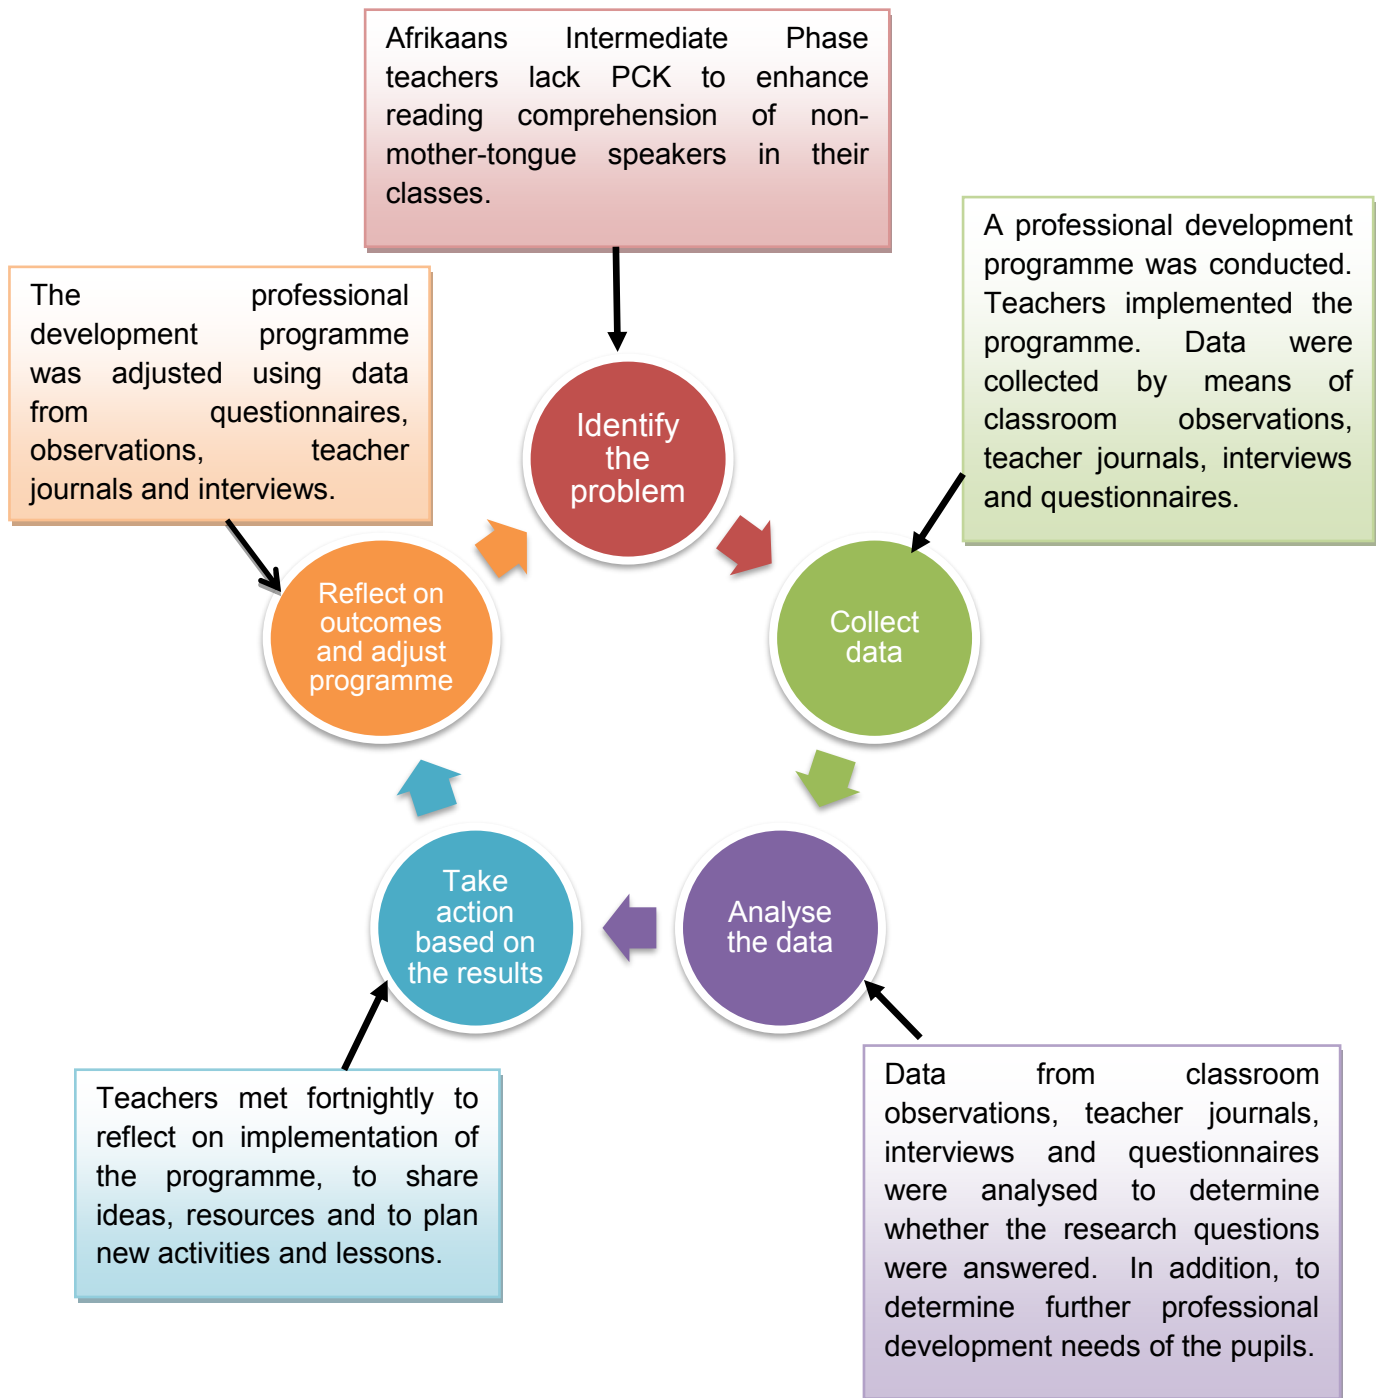 Afrikaans Intermediate Phase
teachers lack PCK to enhance
reading comprehension of non-
mother-tongue speakers in their
classes.
A professional development
programme was conducted.
Teachers implemented the
programme. Data were
collected by means of
classroom observations,
teacher journals, interviews
and questionnaires.
The professional
development programme
was adjusted using data
from questionnaires,
observations, teacher
journals and interviews.
Identify
the
problem
Collect
data
Analyse
the data
Take
action
based on
the results
Reflect on
outcomes
and adjust
programme
Teachers met fortnightly to
reflect on implementation of
the programme, to share
ideas, resources and to plan
new activities and lessons.
Data from classroom
observations, teacher journals,
interviews and questionnaires
were analysed to determine
whether the research questions
were answered. In addition, to
determine further professional
development needs of the pupils.